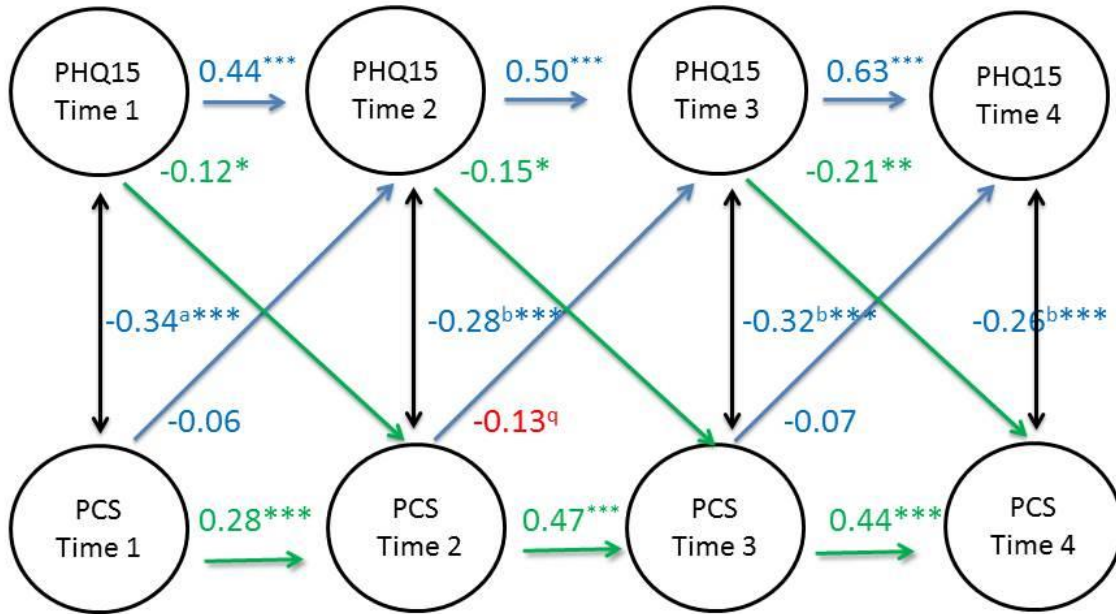 PHQ15
Time 1
0.44***
PHQ15
Time 2
0.50***
PHQ15
Time 3
0.63***
PHQ15
Time 4
-0.12*
-0.15*
-0.21**
-0.34ᵃ***
-0.28ᵇ***
-0.32ᵇ***
-0.26ᵇ***
-0.06
-0.13^q
-0.07
PCS
Time 1
0.28***
PCS
Time 2
0.47***
PCS
Time 3
0.44***
PCS
Time 4